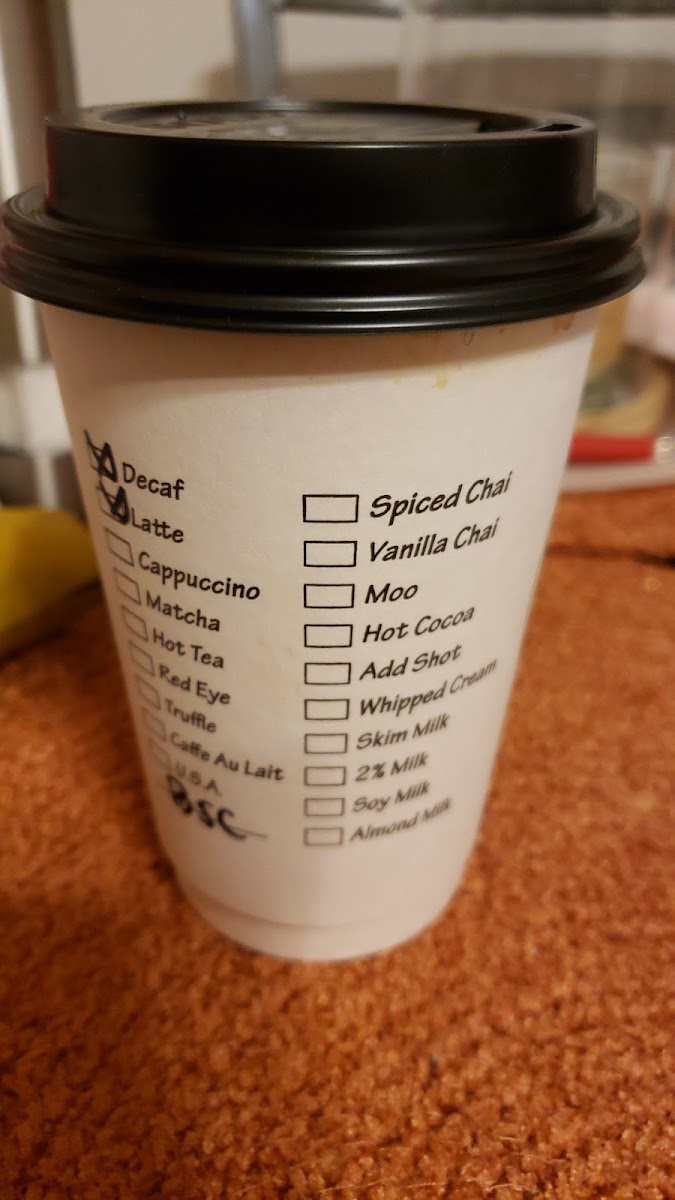 Decaf
Latte
Cappuccino
Matcha
Hot Tea
Red Eye
Truffle
Caffe Au Lait
U.S.A.
BSC
Spiced Chai
Vanilla Chai
Moo
Hot Cocoa
Add Shot
Whipped Cream
Skim Milk
2% Milk
Soy Milk
Almond Milk